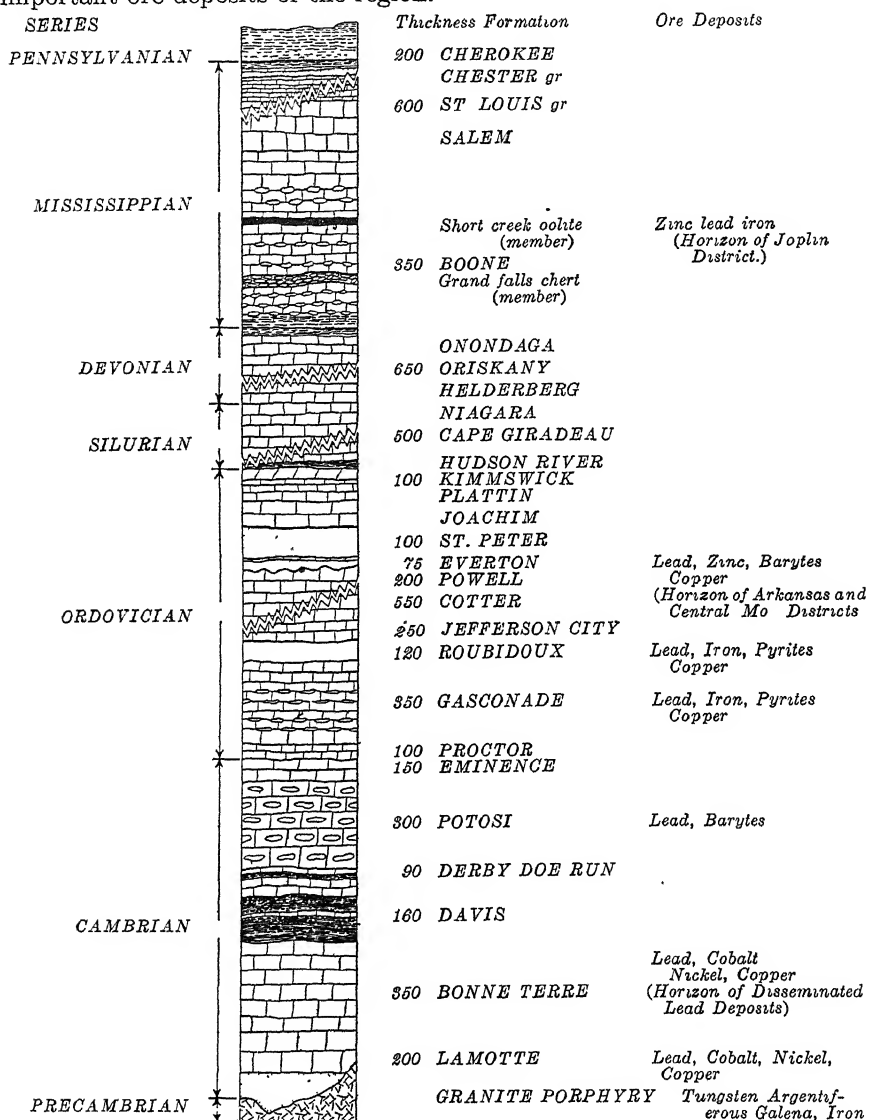 important ore deposits of the region.
SERIES Thickness Formation Ore Deposits
PENNSYLVANIAN 200 CHEROKEE
CHESTER gr
600 ST LOUIS gr
SALEM
MISSISSIPPIAN
Short creek oolite Zinc lead iron
(member) (Horizon of Joplin
District.)
350 BOONE
Grand falls chert
(member)
ONONDAGA
DEVONIAN 650 ORISKANY
HELDERBERG
NIAGARA
SILURIAN 500 CAPE GIRADEAU
HUDSON RIVER
100 KIMMSWICK
PLATTIN
JOACHIM
100 ST. PETER
75 EVERTON Lead, Zinc, Barytes
200 POWELL Copper
ORDOVICIAN 550 COTTER (Horizon of Arkansas and
Central Mo Districts
250 JEFFERSON CITY
120 ROUBIDOUX Lead, Iron, Pyrites
Copper
350 GASCONADE Lead, Iron, Pyrites
Copper
100 PROCTOR
150 EMINENCE
300 POTOSI Lead, Barytes
90 DERBY DOE RUN
CAMBRIAN 160 DAVIS
Lead, Cobalt
Nickel, Copper
350 BONNE TERRE (Horizon of Disseminated
Lead Deposits)
200 LAMOTTE Lead, Cobalt, Nickel,
Copper
PRECAMBRIAN GRANITE PORPHYRY Tungsten Argentif-
erous Galena, Iron